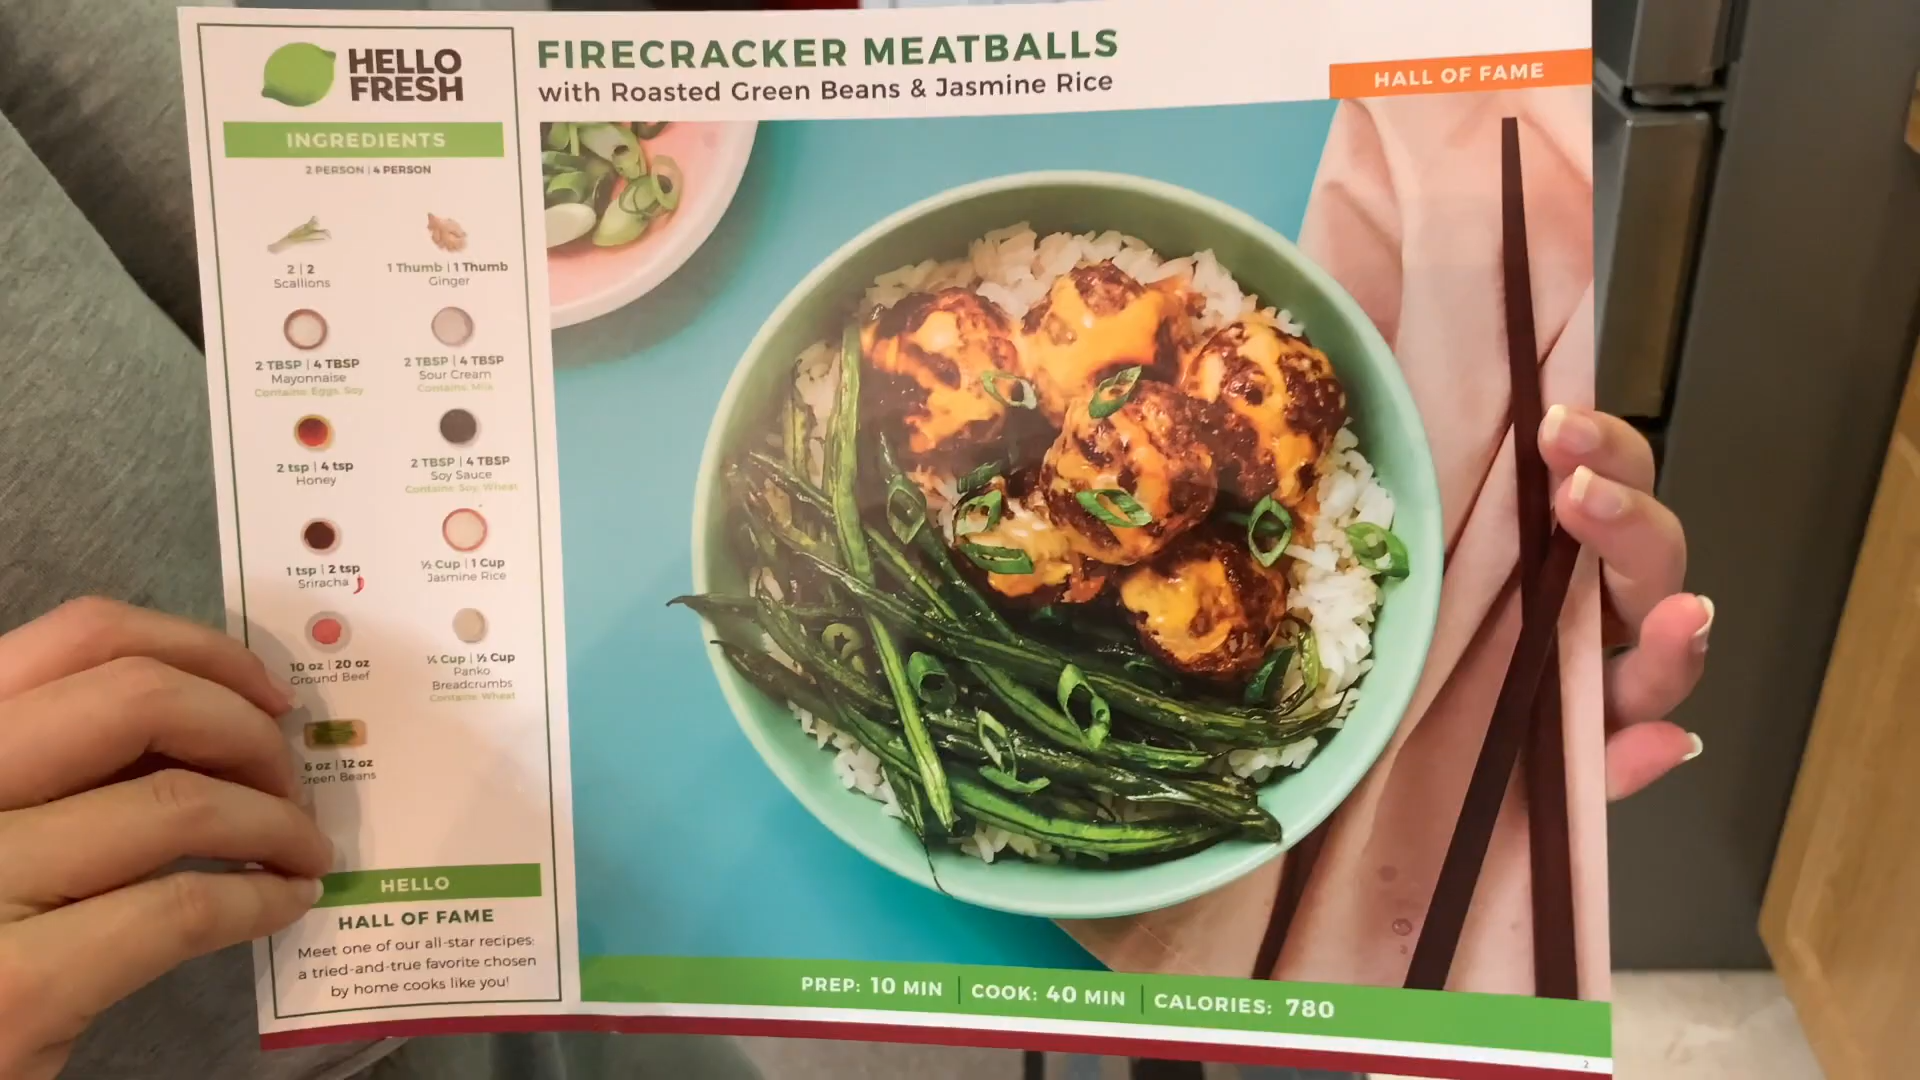 HELLO
FRESH
FIRECRACKER MEATBALLS
with Roasted Green Beans & Jasmine Rice
HALL OF FAME
INGREDIENTS
2 PERSON | 4 PERSON
2 | 2
Scallions
1 Thumb | 1 Thumb
Ginger
2 TBSP | 4 TBSP
Mayonnaise
Contains: Eggs, Soy
2 TBSP | 4 TBSP
Sour Cream
Contains: Milk
2 tsp | 4 tsp
Honey
2 TBSP | 4 TBSP
Soy Sauce
Contains: Soy, Wheat
1 tsp | 2 tsp
Sriracha
½ Cup | 1 Cup
Jasmine Rice
10 oz | 20 oz
Ground Beef
¼ Cup | ½ Cup
Panko
Breadcrumbs
Contains: Wheat
6 oz | 12 oz
Green Beans
HELLO
HALL OF FAME
Meet one of our all-star recipes:
a tried-and-true favorite chosen
by home cooks like you!
PREP: 10 MIN | COOK: 40 MIN | CALORIES: 780
2